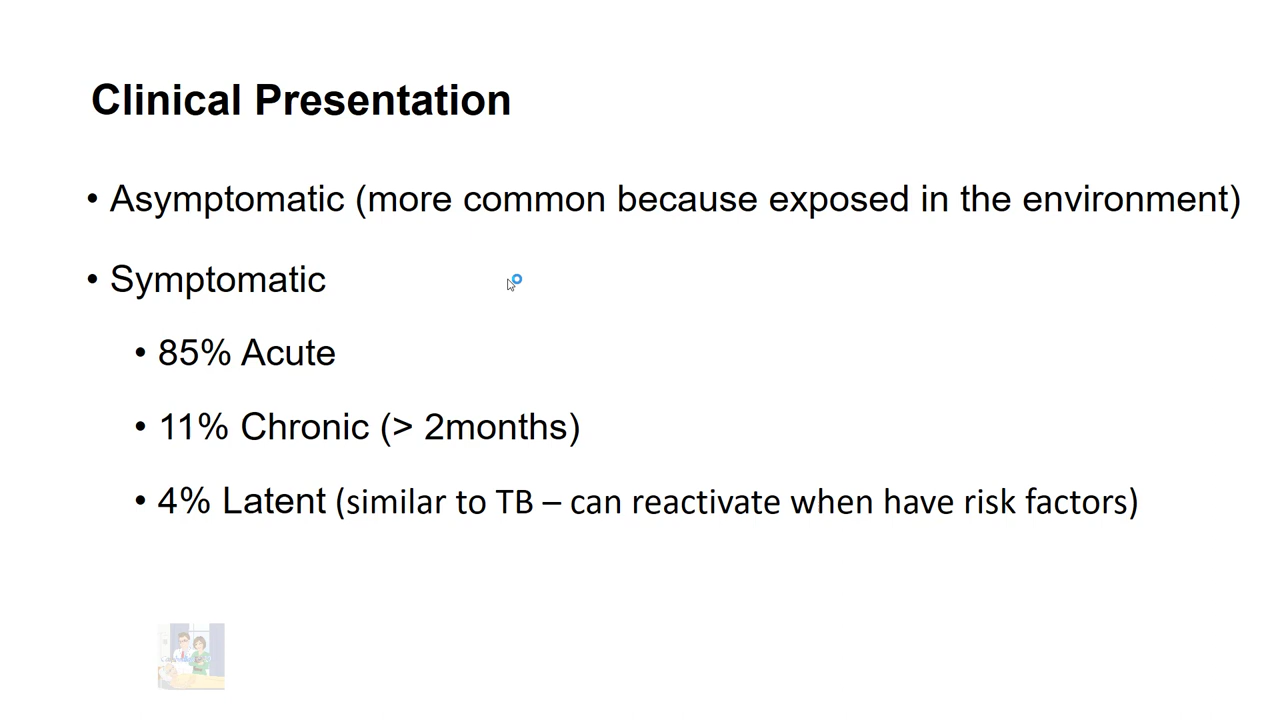 Clinical Presentation
• Asymptomatic (more common because exposed in the environment)
• Symptomatic
• 85% Acute
• 11% Chronic (> 2months)
• 4% Latent (similar to TB – can reactivate when have risk factors)